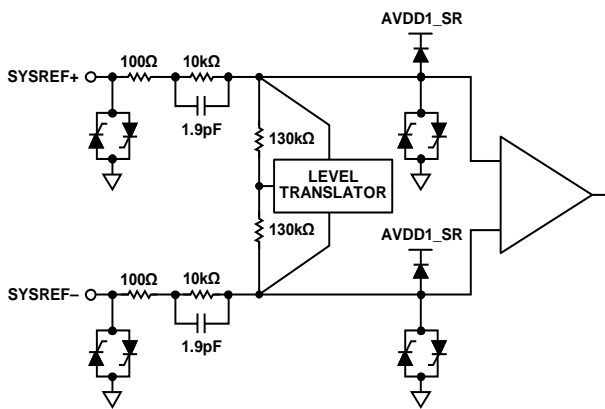 AVDD1_SR
SYSREF+
100Ω
10kΩ
1.9pF
130kΩ
LEVEL
TRANSLATOR
130kΩ
AVDD1_SR
SYSREF–
100Ω
10kΩ
1.9pF